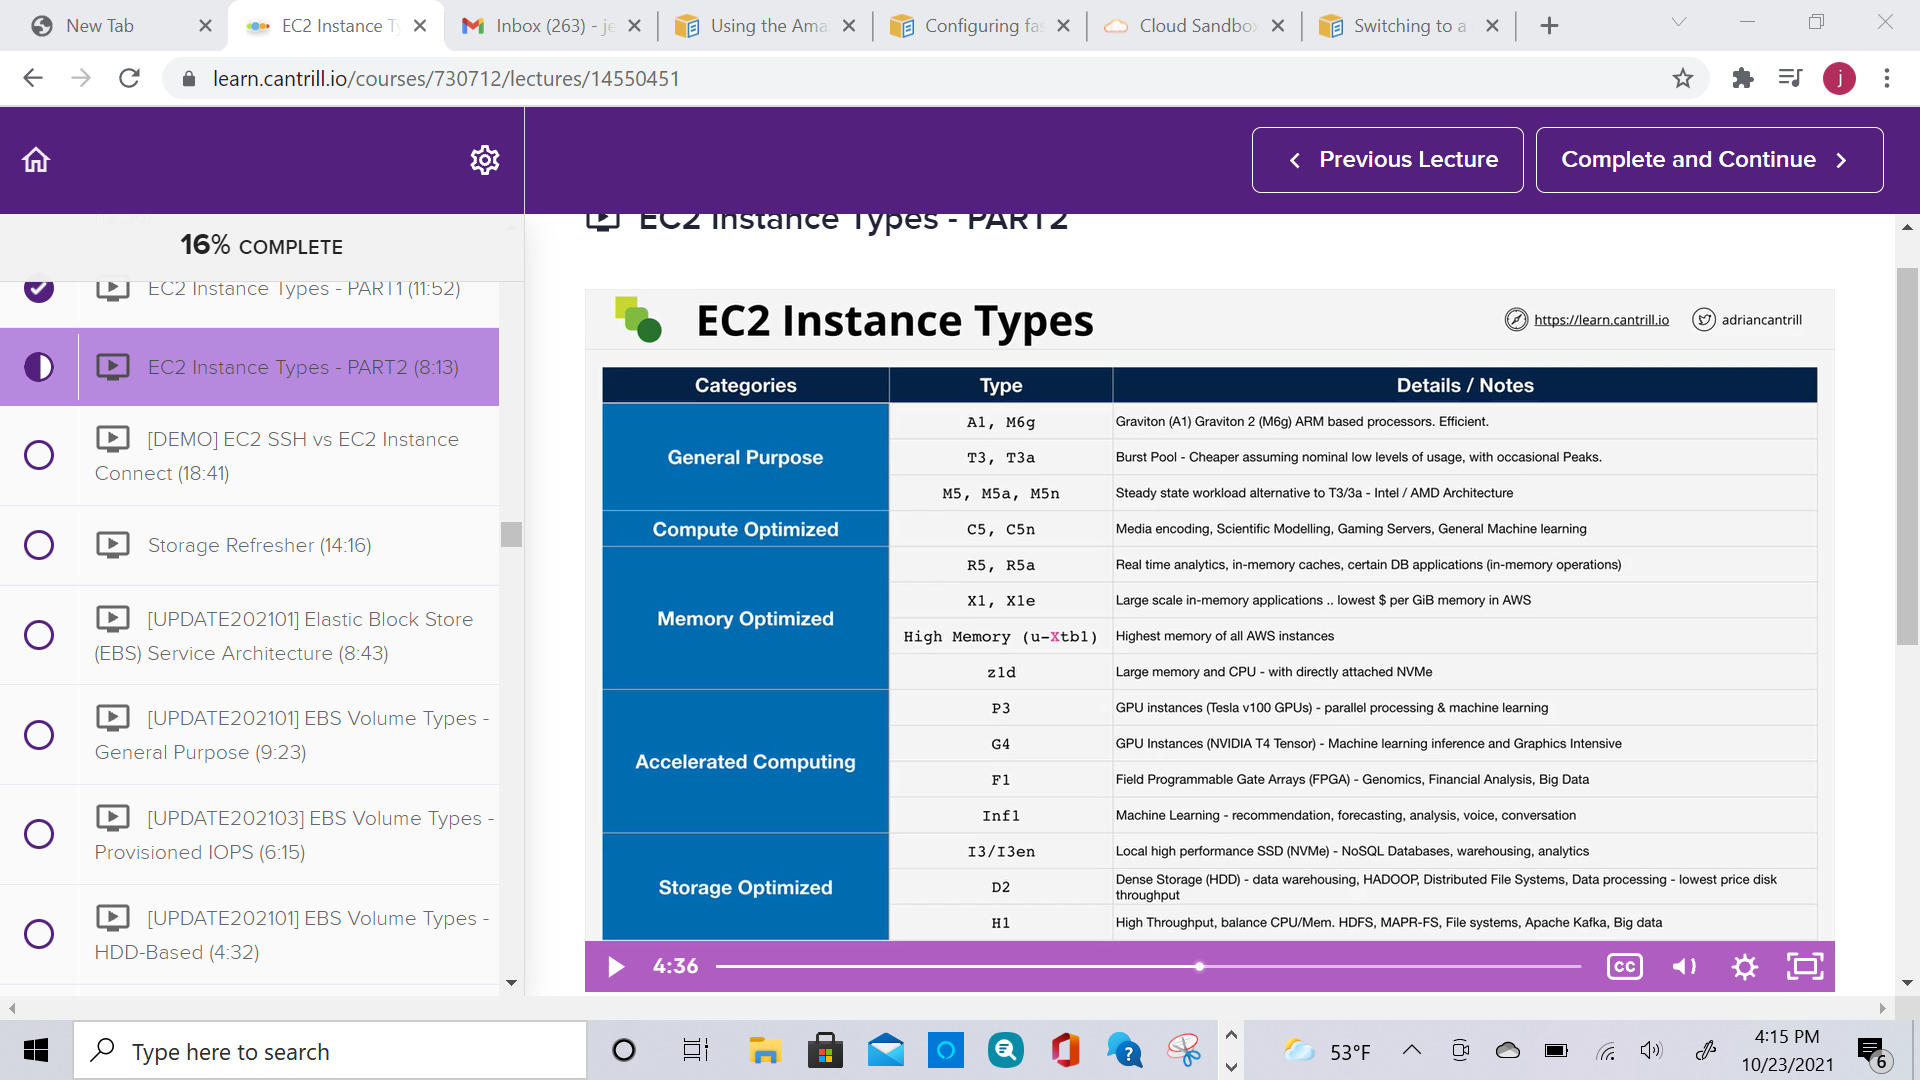 New Tab
EC2 Instance Ty
Inbox (263) - je
Using the Ama
Configuring fas
Cloud Sandbox
Switching to a
learn.cantrill.io/courses/730712/lectures/14550451
Previous Lecture
Complete and Continue
16% COMPLETE
EC2 Instance Types - PART1 (11:52)
EC2 Instance Types - PART2 (8:13)
[DEMO] EC2 SSH vs EC2 Instance
Connect (18:41)
Storage Refresher (14:16)
[UPDATE202101] Elastic Block Store
(EBS) Service Architecture (8:43)
[UPDATE202101] EBS Volume Types -
General Purpose (9:23)
[UPDATE202103] EBS Volume Types -
Provisioned IOPS (6:15)
[UPDATE202101] EBS Volume Types -
HDD-Based (4:32)
EC2 Instance Types - PART2
EC2 Instance Types
https://learn.cantrill.io
adriancantrill
Categories Type Details / Notes
General Purpose
A1, M6g Graviton (A1) Graviton 2 (M6g) ARM based processors. Efficient.
T3, T3a Burst Pool - Cheaper assuming nominal low levels of usage, with occasional Peaks.
M5, M5a, M5n Steady state workload alternative to T3/3a - Intel / AMD Architecture
Compute Optimized C5, C5n Media encoding, Scientific Modelling, Gaming Servers, General Machine learning
Memory Optimized
R5, R5a Real time analytics, in-memory caches, certain DB applications (in-memory operations)
X1, X1e Large scale in-memory applications .. lowest $ per GiB memory in AWS
High Memory (u-Xtb1) Highest memory of all AWS instances
z1d Large memory and CPU - with directly attached NVMe
Accelerated Computing
P3 GPU instances (Tesla v100 GPUs) - parallel processing & machine learning
G4 GPU Instances (NVIDIA T4 Tensor) - Machine learning inference and Graphics Intensive
F1 Field Programmable Gate Arrays (FPGA) - Genomics, Financial Analysis, Big Data
Inf1 Machine Learning - recommendation, forecasting, analysis, voice, conversation
Storage Optimized
I3/I3en Local high performance SSD (NVMe) - NoSQL Databases, warehousing, analytics
D2 Dense Storage (HDD) - data warehousing, HADOOP, Distributed File Systems, Data processing - lowest price disk
throughput
H1 High Throughput, balance CPU/Mem. HDFS, MAPR-FS, File systems, Apache Kafka, Big data
4:36
CC
Type here to search
53°F
4:15 PM
10/23/2021
6
j